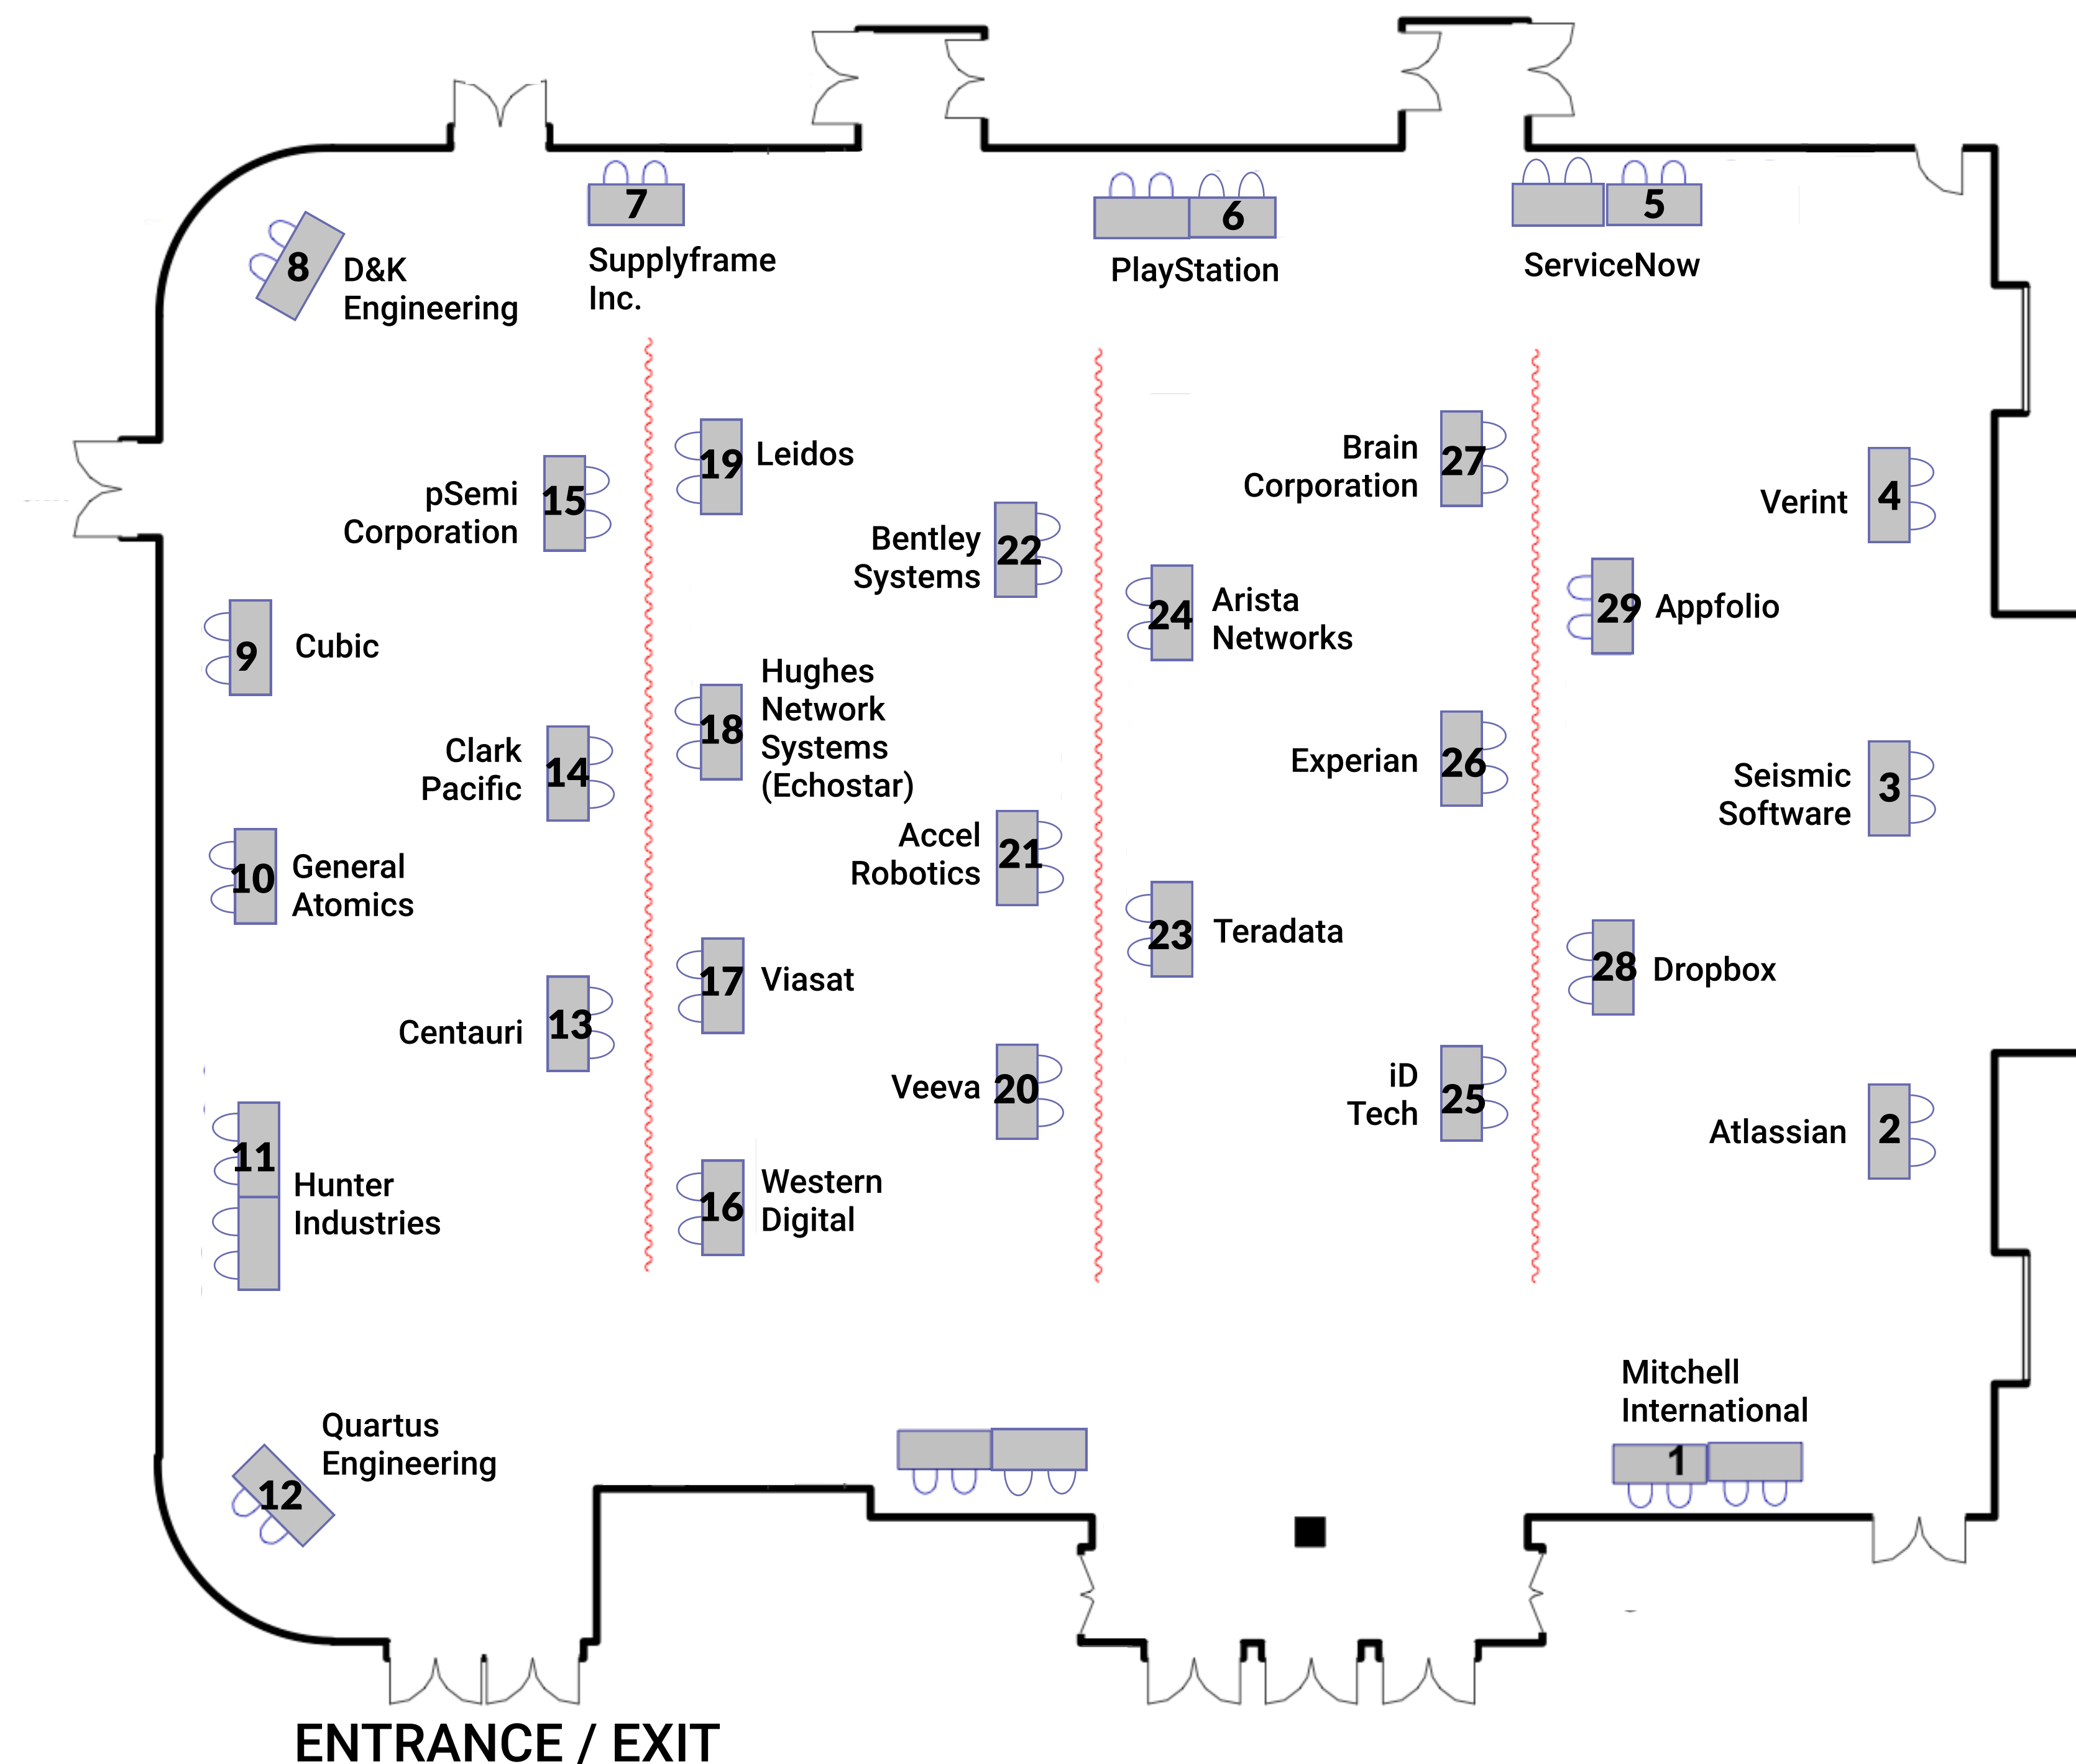 7
Supplyframe
Inc.
6
PlayStation
5
ServiceNow
8
D&K
Engineering
19
Leidos
15
pSemi
Corporation
22
Bentley
Systems
27
Brain
Corporation
4
Verint
24
Arista
Networks
29
Appfolio
9
Cubic
18
Hughes
Network
Systems
(Echostar)
14
Clark
Pacific
26
Experian
3
Seismic
Software
10
General
Atomics
21
Accel
Robotics
23
Teradata
28
Dropbox
17
Viasat
13
Centauri
20
Veeva
25
iD
Tech
2
Atlassian
11
Hunter
Industries
16
Western
Digital
Mitchell
International
1
12
Quartus
Engineering
ENTRANCE / EXIT